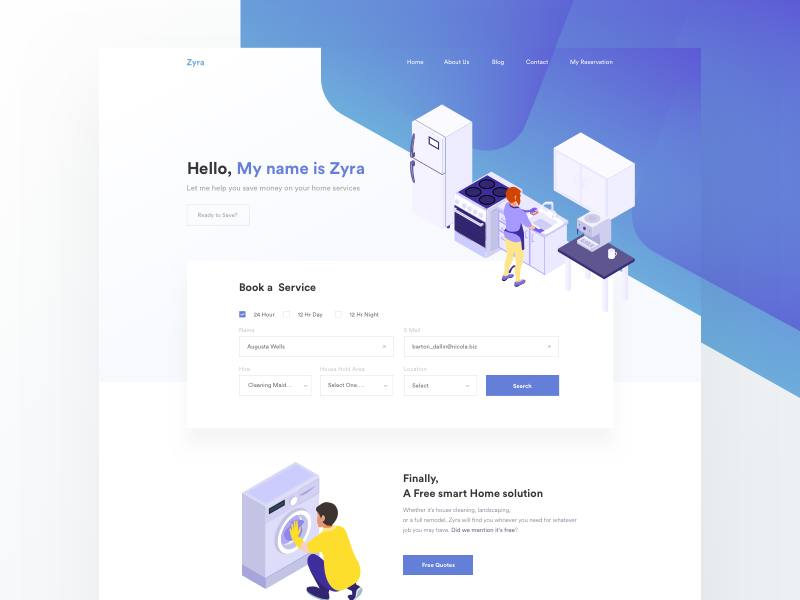 Zyra
Home About Us Blog Contact My Reservation
Hello, My name is Zyra
Let me help you save money on your home services
Ready to Save?
Book a Service
24 Hour 12 Hr Day 12 Hr Night
Name E Mail
Augusta Wells × barton_dallin@nicola.biz ×
Hire House Hold Area Location
Cleaning Maid... Select One.... Select Search
Finally,
A Free smart Home solution
Whether it's house cleaning, landscaping,
or a full remodel, Zyra will find you whoever you need for whatever
job you may have. Did we mention it's free?
Free Quotes